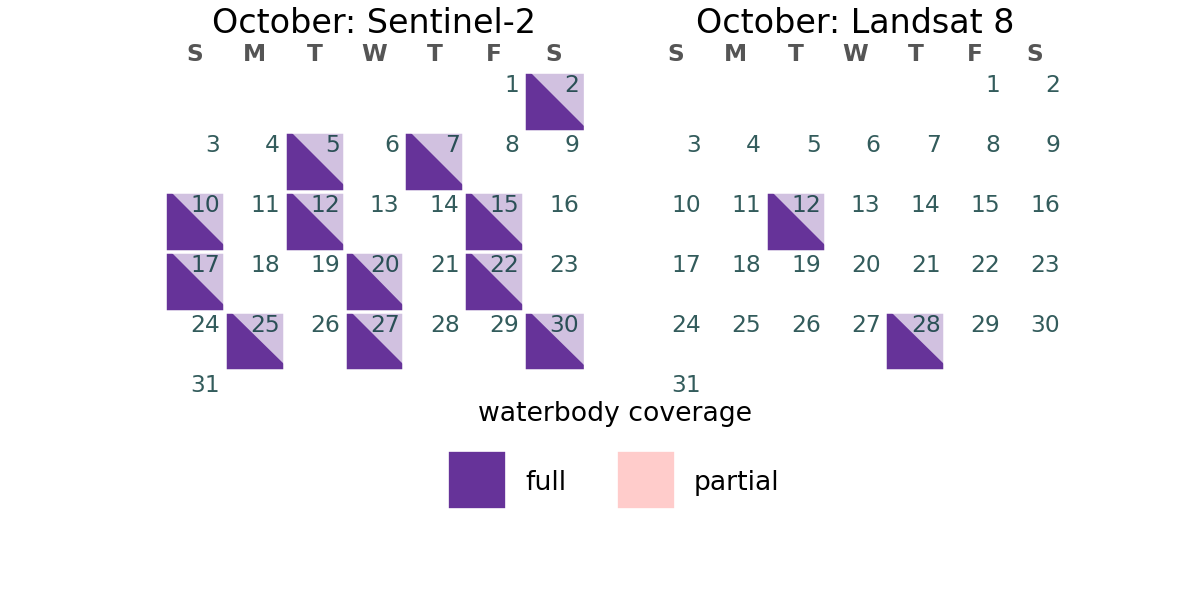 October: Sentinel-2
S M T W T F S
1 2
3 4 5 6 7 8 9
10 11 12 13 14 15 16
17 18 19 20 21 22 23
24 25 26 27 28 29 30
31
October: Landsat 8
S M T W T F S
1 2
3 4 5 6 7 8 9
10 11 12 13 14 15 16
17 18 19 20 21 22 23
24 25 26 27 28 29 30
31
waterbody coverage
full partial